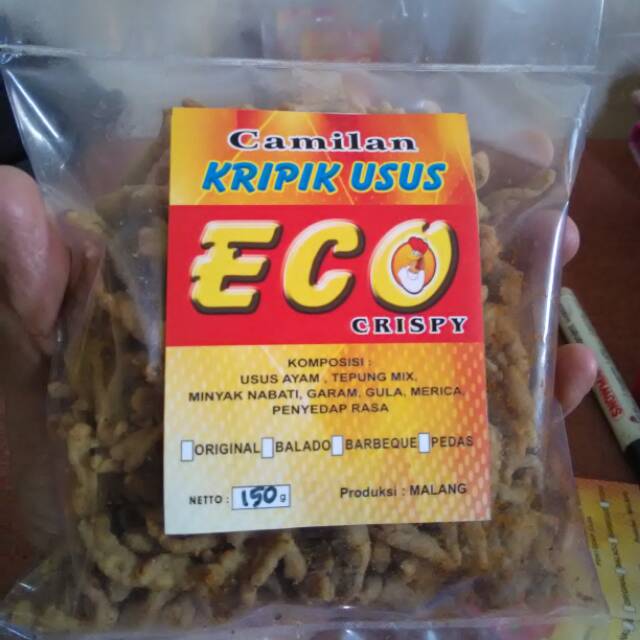 Camilan
KRIPIK USUS
ECO
CRISPY
KOMPOSISI :
USUS AYAM , TEPUNG MIX,
MINYAK NABATI, GARAM, GULA, MERICA,
PENYEDAP RASA
ORIGINAL BALADO BARBEQUE PEDAS
NETTO : 150 g Produksi : MALANG